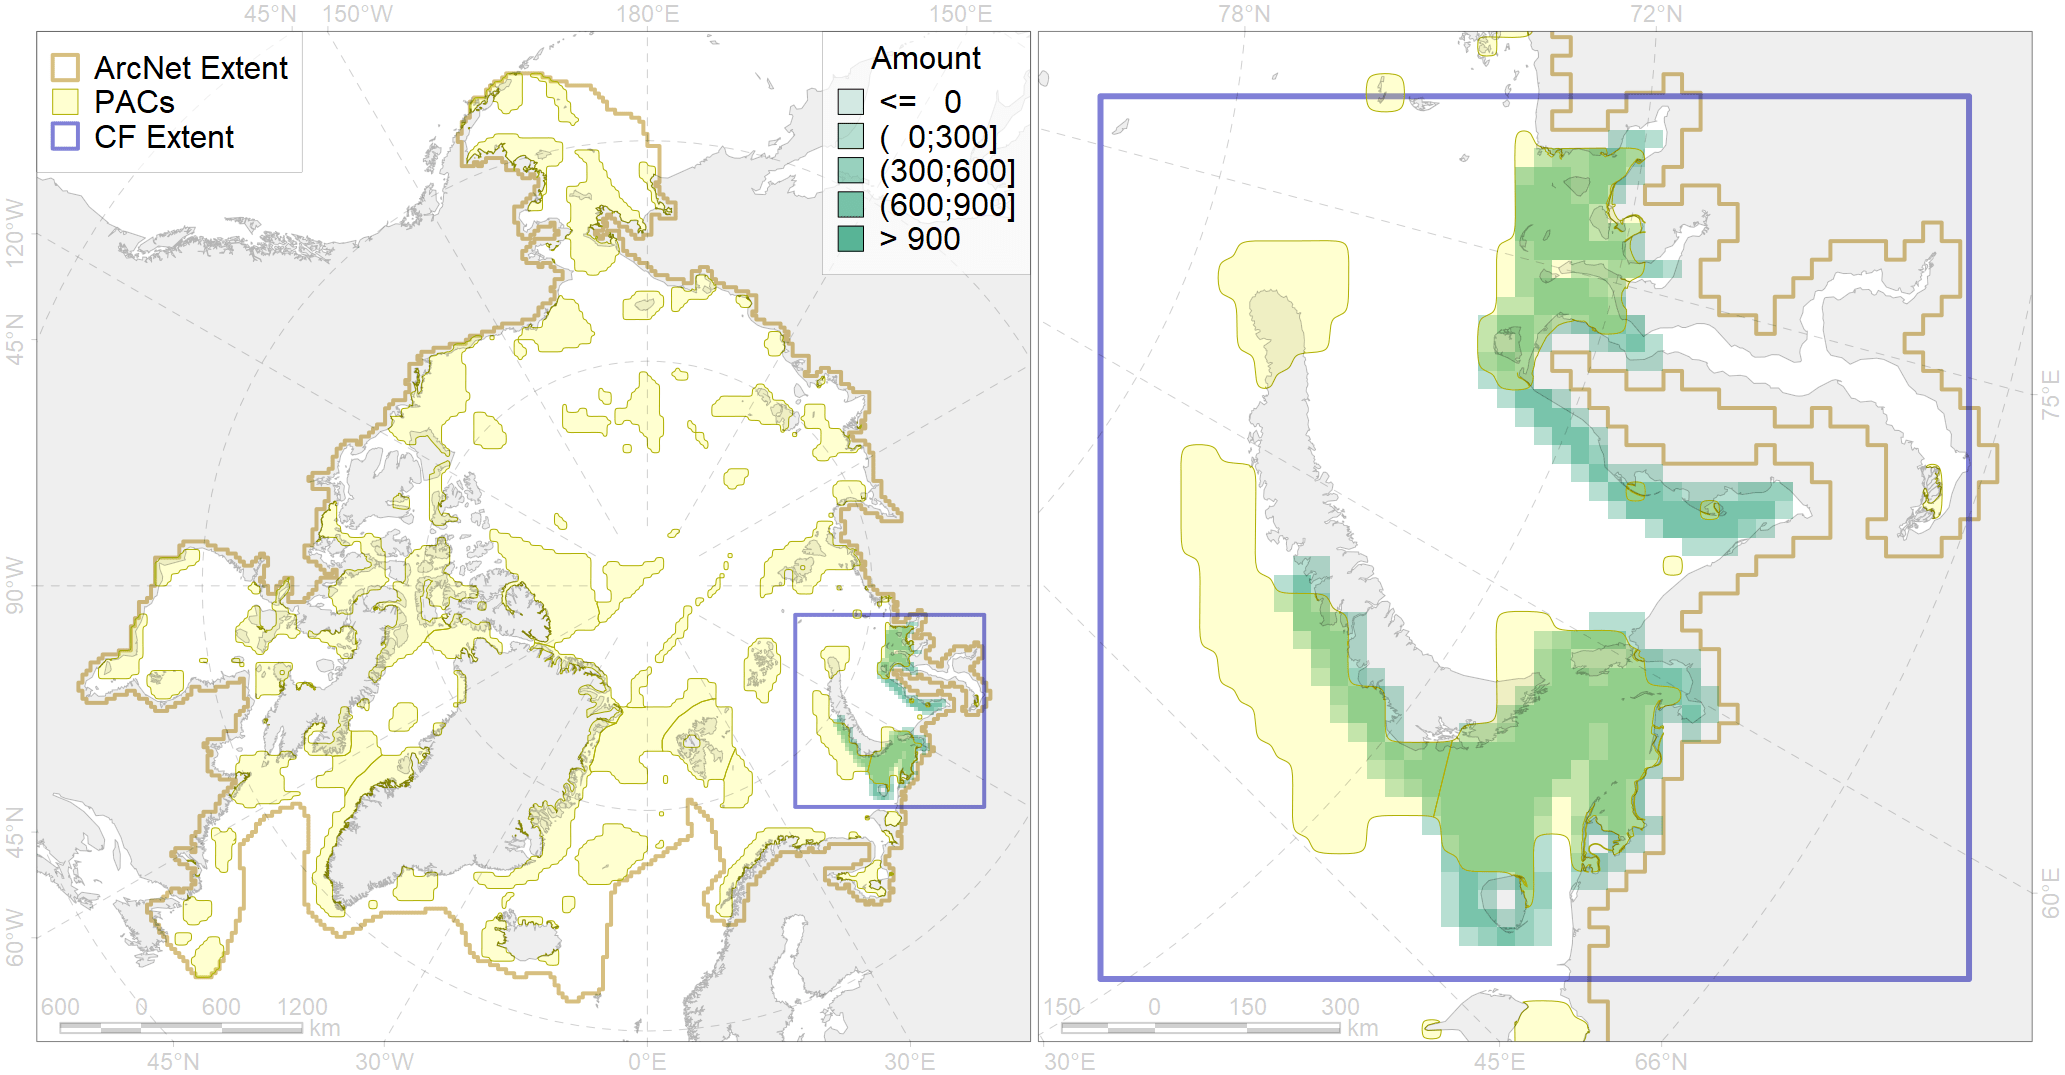 45°N 150°W 180°E 150°E 78°N 72°N
ArcNet Extent
PACs
CF Extent
Amount
<= 0
( 0;300]
(300;600]
(600;900]
> 900
120°W
45°N
90°W
45°N
60°W
75°E
60°E
600 0 600 1200
km
150 0 150 300
km
45°N 30°W 0°E 30°E 30°E 45°E 66°N